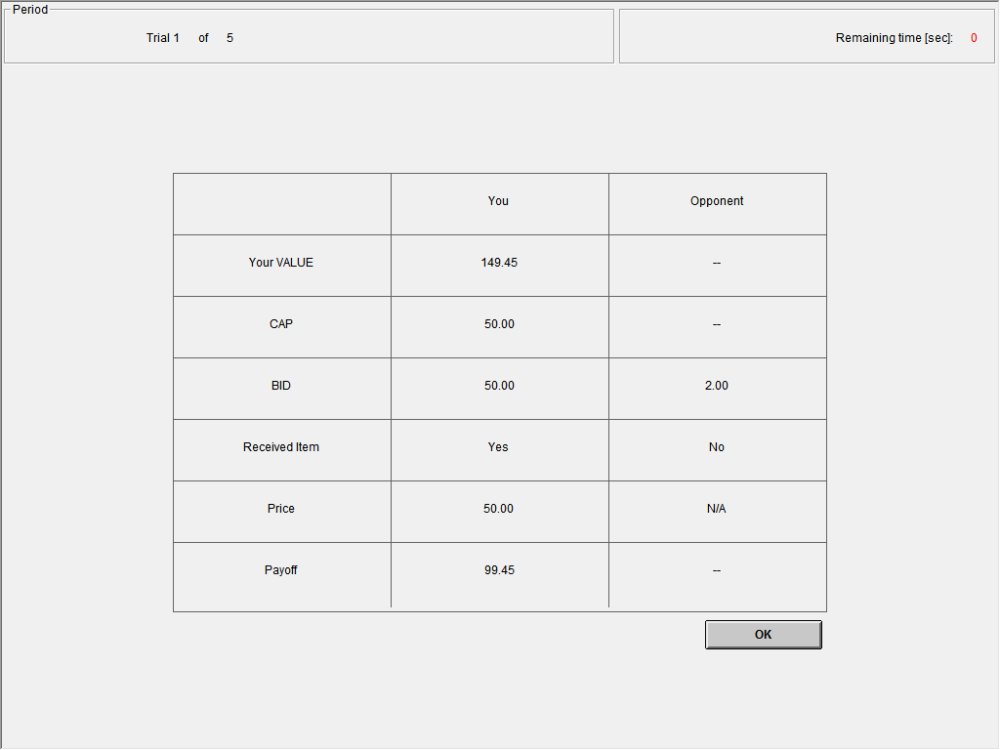 Period
Trial 1 of 5 Remaining time [sec]: 0
You Opponent
Your VALUE 149.45 --
CAP 50.00 --
BID 50.00 2.00
Received Item Yes No
Price 50.00 N/A
Payoff 99.45 --
OK